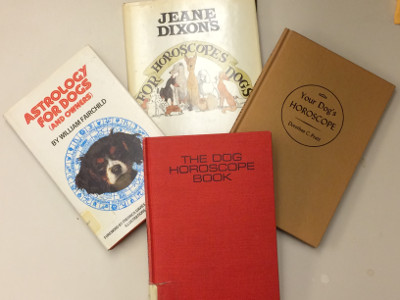 JEANE
DIXON'S
HOROSCOPES
FOR DOGS
ASTROLOGY
FOR DOGS
(AND OWNERS)
BY WILLIAM FAIRCHILD
Your Dog's
HOROSCOPE
THE DOG
HOROSCOPE
BOOK